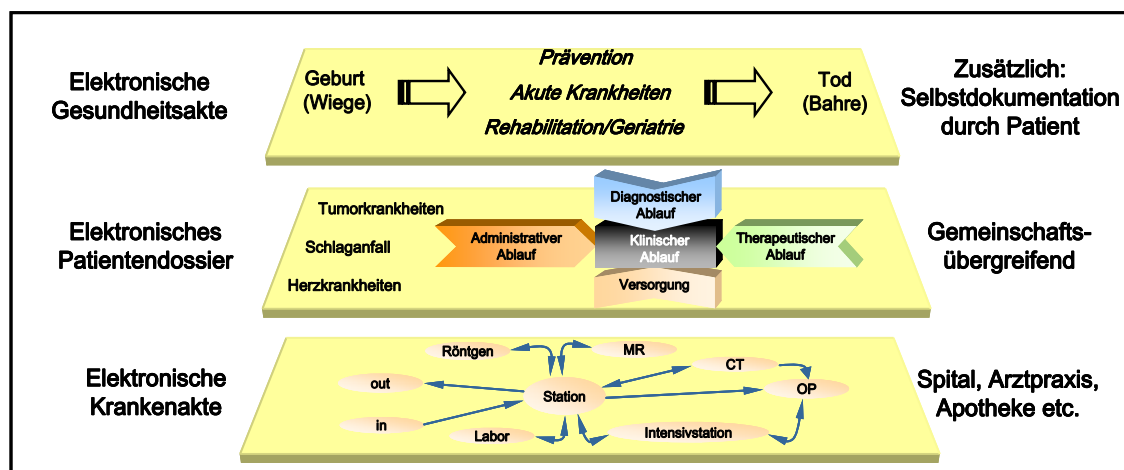 Elektronische
Gesundheitsakte
Geburt
(Wiege)
Prävention
Akute Krankheiten
Rehabilitation/Geriatrie
Tod
(Bahre)
Zusätzlich:
Selbstdokumentation
durch Patient
Elektronisches
Patientendossier
Tumorkrankheiten
Schlaganfall
Herzkrankheiten
Administrativer
Ablauf
Diagnostischer
Ablauf
Klinischer
Ablauf
Versorgung
Therapeutischer
Ablauf
Gemeinschafts-
übergreifend
Elektronische
Krankenakte
Röntgen
MR
CT
out
Station
OP
in
Labor
Intensivstation
Spital, Arztpraxis,
Apotheke etc.